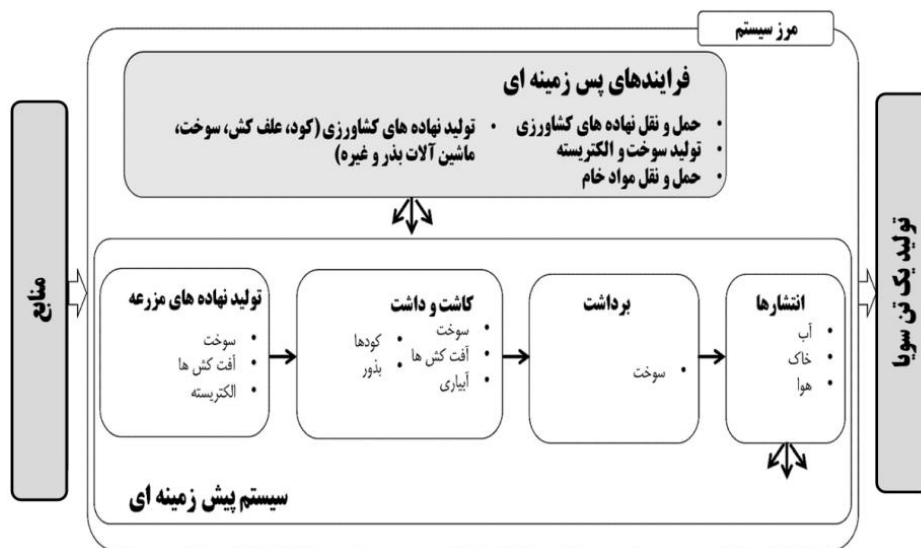 مرز سیستم
فرایندهای پس زمینه ای
• حمل و نقل نهاده های کشاورزی
• تولید سوخت و الکتریسته
• حمل و نقل مواد خام
• تولید نهاده های کشاورزی (کود، علف کش، سوخت،
ماشین آلات بذر و غیره)
منابع
تولید نهاده های مزرعه
• سوخت
• آفت کش ها
• الکتریسته
کاشت و داشت
• سوخت
• آفت کش ها
• آبیاری
• کودها
• بذور
برداشت
• سوخت
انتشارها
• آب
• خاک
• هوا
سیستم پیش زمینه ای
تولید یک تن سویا